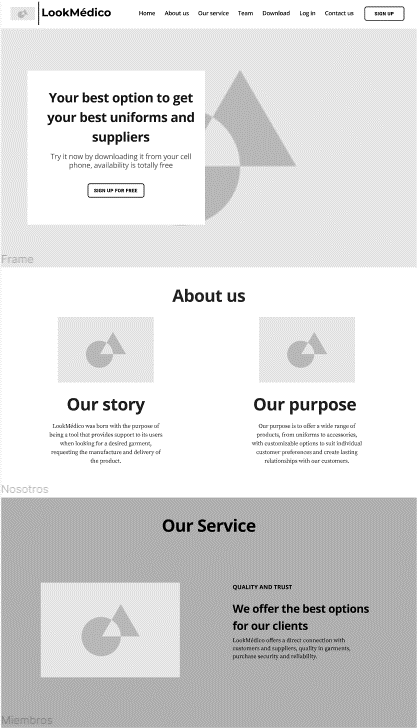 LookMédico
Home About us Our service Team Download Log in Contact us SIGN UP
Your best option to get
your best uniforms and
suppliers
Try it now by downloading it from your cell
phone, availability is totally free
SIGN UP FOR FREE
Frame
About us
Our story
LookMédico was born with the purpose of
being a tool that provides support to its users
when looking for a desired garment,
requesting the manufacture and delivery of
the product.
Our purpose
Our purpose is to offer a wide range of
products, from uniforms to accessories,
with customizable options to suit individual
customer preferences and create lasting
relationships with our customers.
Nosotros
Our Service
QUALITY AND TRUST
We offer the best options
for our clients
LookMédico offers a direct connection with
customers and suppliers, quality in garments,
purchase security and reliability.
Miembros